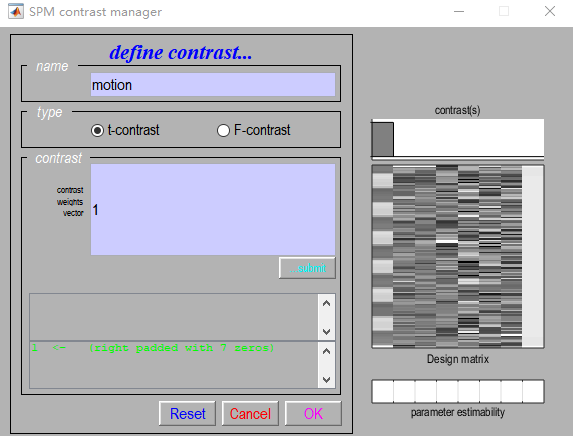 SPM contrast manager
define contrast...
name
motion
type
t-contrast
F-contrast
contrast
contrast
weights
vector
1
...submit
1 <- (right padded with 7 zeros)
Reset
Cancel
OK
contrast(s)
Design matrix
parameter estimability